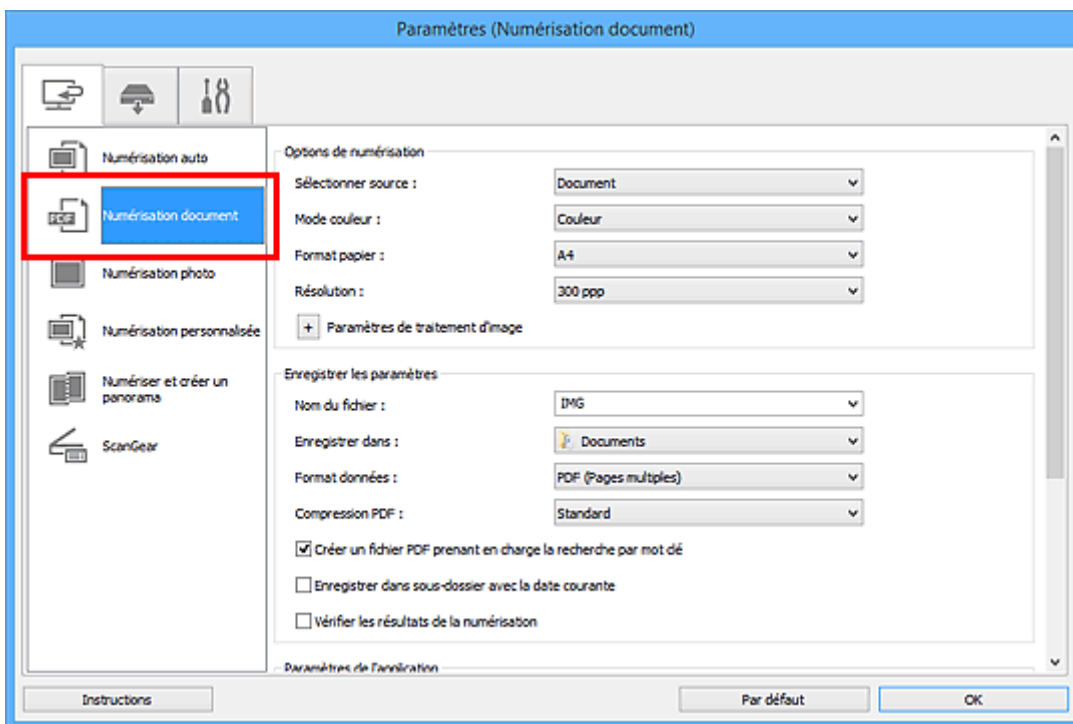 Paramètres (Numérisation document)
Numérisation auto
PDF
Numérisation document
Numérisation photo
Numérisation personnalisée
Numériser et créer un
panorama
ScanGear
Options de numérisation
Sélectionner source : Document
Mode couleur : Couleur
Format papier : A4
Résolution : 300 ppp
+ Paramètres de traitement d'image
Enregistrer les paramètres
Nom du fichier : IMG
Enregistrer dans : Documents
Format données : PDF (Pages multiples)
Compression PDF : Standard
Créer un fichier PDF prenant en charge la recherche par mot clé
Enregistrer dans sous-dossier avec la date courante
Vérifier les résultats de la numérisation
Paramètres de l'application
Instructions
Par défaut
OK